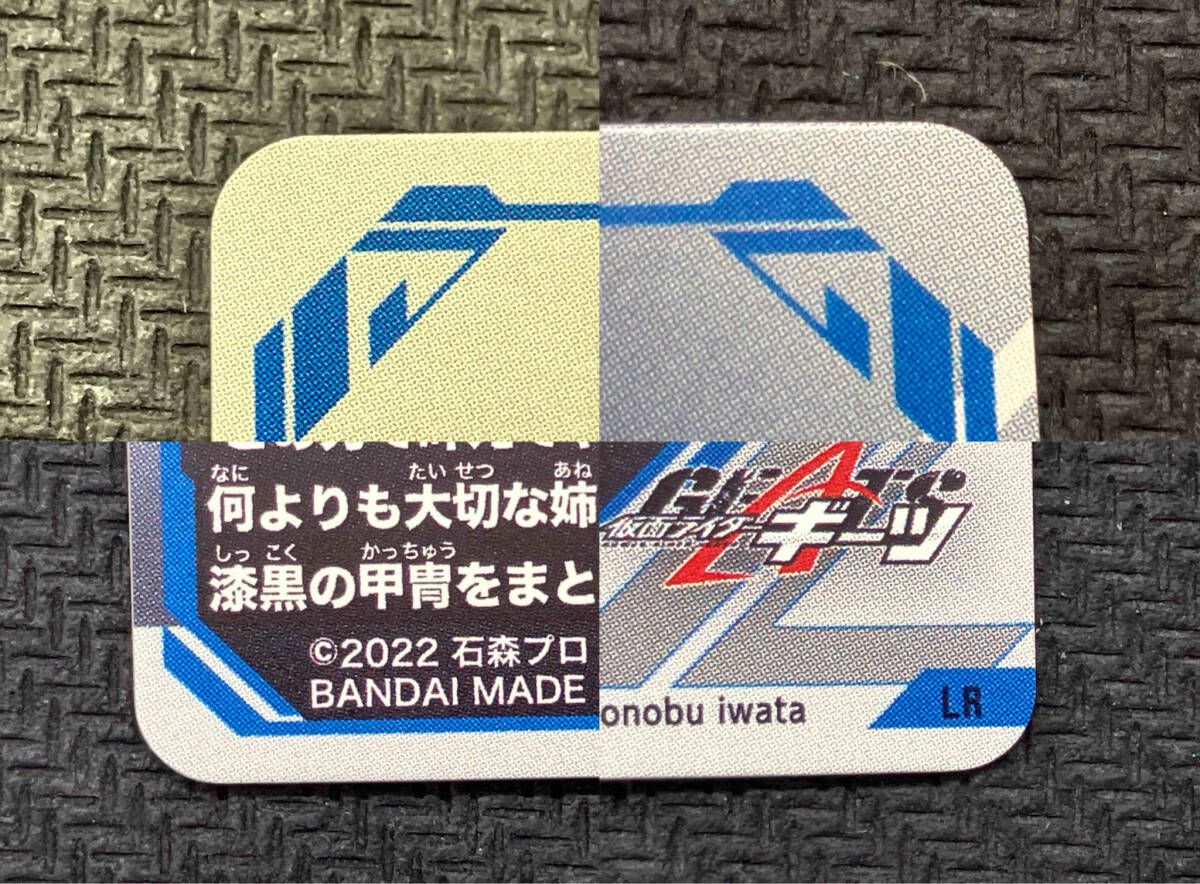 なに たいせつ あね
何よりも大切な姉
しっこく かっちゅう
漆黒の甲冑をまと
©2022 石森プロ
BANDAI MADE
GEATS
仮面ライダーギーツ
onobu iwata
LR